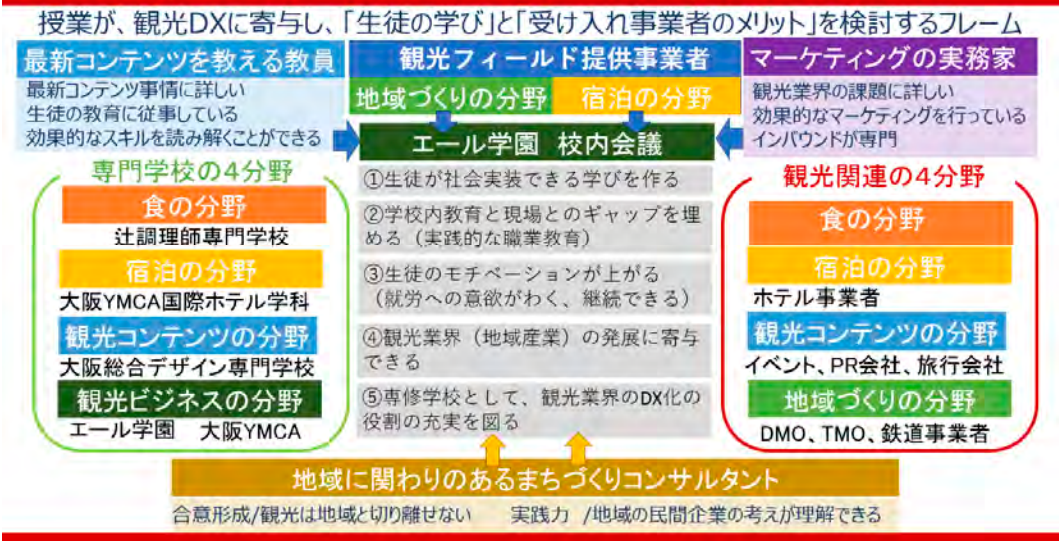 授業が、観光DXに寄与し、「生徒の学び」と「受け入れ事業者のメリット」を検討するフレーム
最新コンテンツを教える教員
最新コンテンツ事情に詳しい
生徒の教育に従事している
効果的なスキルを読み解くことができる
観光フィールド提供事業者
地域づくりの分野
宿泊の分野
マーケティングの実務家
観光業界の課題に詳しい
効果的なマーケティングを行っている
インバウンドが専門
エール学園 校内会議
①生徒が社会実装できる学びを作る
②学校内教育と現場とのギャップを埋
める(実践的な職業教育)
③生徒のモチベーションが上がる
(就労への意欲がわく、継続できる)
④観光業界(地域産業)の発展に寄与
できる
⑤専修学校として、観光業界のDX化の
役割の充実を図る
専門学校の4分野
食の分野
辻調理師専門学校
宿泊の分野
大阪YMCA国際ホテル学科
観光コンテンツの分野
大阪総合デザイン専門学校
観光ビジネスの分野
エール学園 大阪YMCA
観光関連の4分野
食の分野
宿泊の分野
ホテル事業者
観光コンテンツの分野
イベント、PR会社、旅行会社
地域づくりの分野
DMO、TMO、鉄道事業者
地域に関わりのあるまちづくりコンサルタント
合意形成/観光は地域と切り離せない 実践力 /地域の民間企業の考えが理解できる